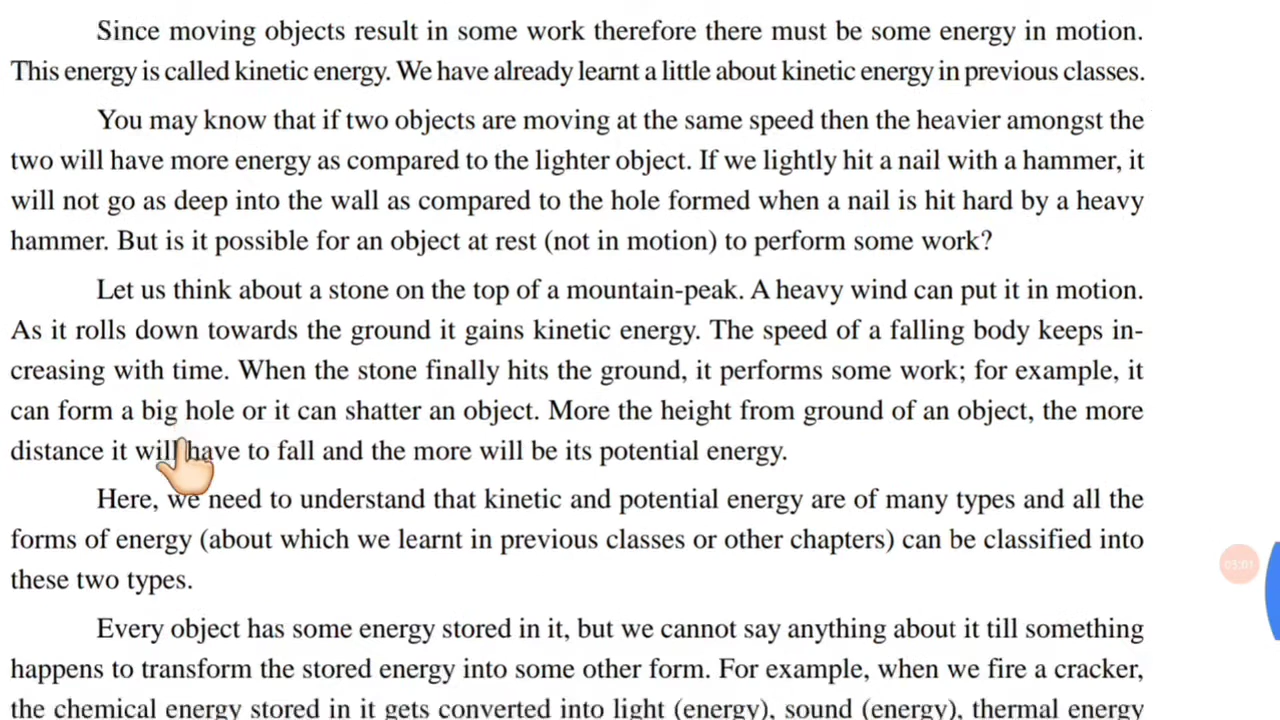 Since moving objects result in some work therefore there must be some energy in motion.
This energy is called kinetic energy. We have already learnt a little about kinetic energy in previous classes.
You may know that if two objects are moving at the same speed then the heavier amongst the
two will have more energy as compared to the lighter object. If we lightly hit a nail with a hammer, it
will not go as deep into the wall as compared to the hole formed when a nail is hit hard by a heavy
hammer. But is it possible for an object at rest (not in motion) to perform some work?
Let us think about a stone on the top of a mountain-peak. A heavy wind can put it in motion.
As it rolls down towards the ground it gains kinetic energy. The speed of a falling body keeps in-
creasing with time. When the stone finally hits the ground, it performs some work; for example, it
can form a big hole or it can shatter an object. More the height from ground of an object, the more
distance it will have to fall and the more will be its potential energy.
Here, we need to understand that kinetic and potential energy are of many types and all the
forms of energy (about which we learnt in previous classes or other chapters) can be classified into
these two types.
03:01
Every object has some energy stored in it, but we cannot say anything about it till something
happens to transform the stored energy into some other form. For example, when we fire a cracker,
the chemical energy stored in it gets converted into light (energy), sound (energy), thermal energy